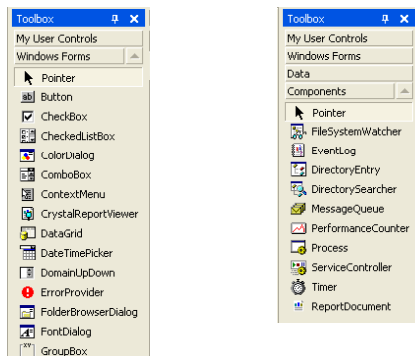 Toolbox
My User Controls
Windows Forms
Pointer
Button
CheckBox
CheckedListBox
ColorDialog
ComboBox
ContextMenu
CrystalReportViewer
DataGrid
DateTimePicker
DomainUpDown
ErrorProvider
FolderBrowserDialog
FontDialog
GroupBox
Toolbox
My User Controls
Windows Forms
Data
Components
Pointer
FileSystemWatcher
EventLog
DirectoryEntry
DirectorySearcher
MessageQueue
PerformanceCounter
Process
ServiceController
Timer
ReportDocument